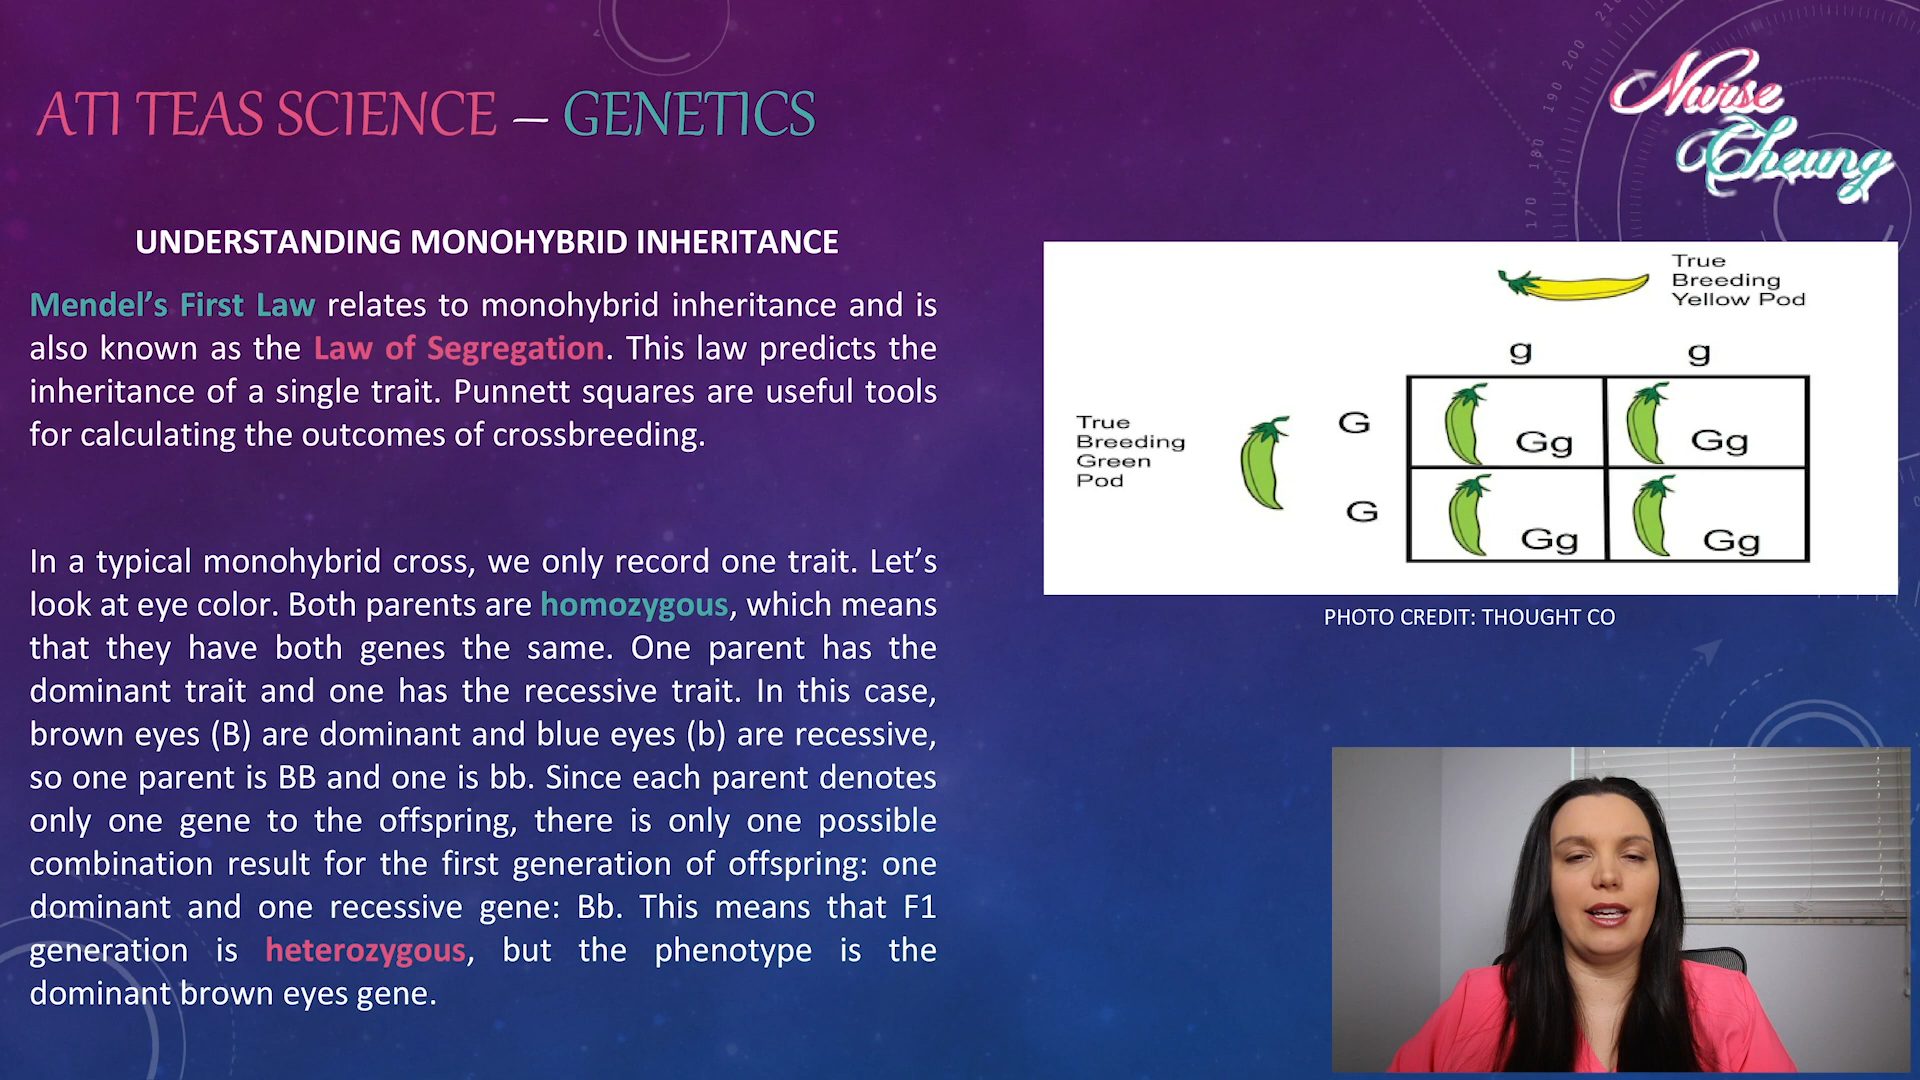 ATI TEAS SCIENCE – GENETICS
Nurse
Cheung
UNDERSTANDING MONOHYBRID INHERITANCE
Mendel's First Law relates to monohybrid inheritance and is
also known as the Law of Segregation. This law predicts the
inheritance of a single trait. Punnett squares are useful tools
for calculating the outcomes of crossbreeding.
In a typical monohybrid cross, we only record one trait. Let's
look at eye color. Both parents are homozygous, which means
that they have both genes the same. One parent has the
dominant trait and one has the recessive trait. In this case,
brown eyes (B) are dominant and blue eyes (b) are recessive,
so one parent is BB and one is bb. Since each parent denotes
only one gene to the offspring, there is only one possible
combination result for the first generation of offspring: one
dominant and one recessive gene: Bb. This means that F1
generation is heterozygous, but the phenotype is the
dominant brown eyes gene.
True
Breeding
Yellow Pod
g g
True
Breeding
Green
Pod
G Gg Gg
G Gg Gg
PHOTO CREDIT: THOUGHT CO
210
200
190
180
170